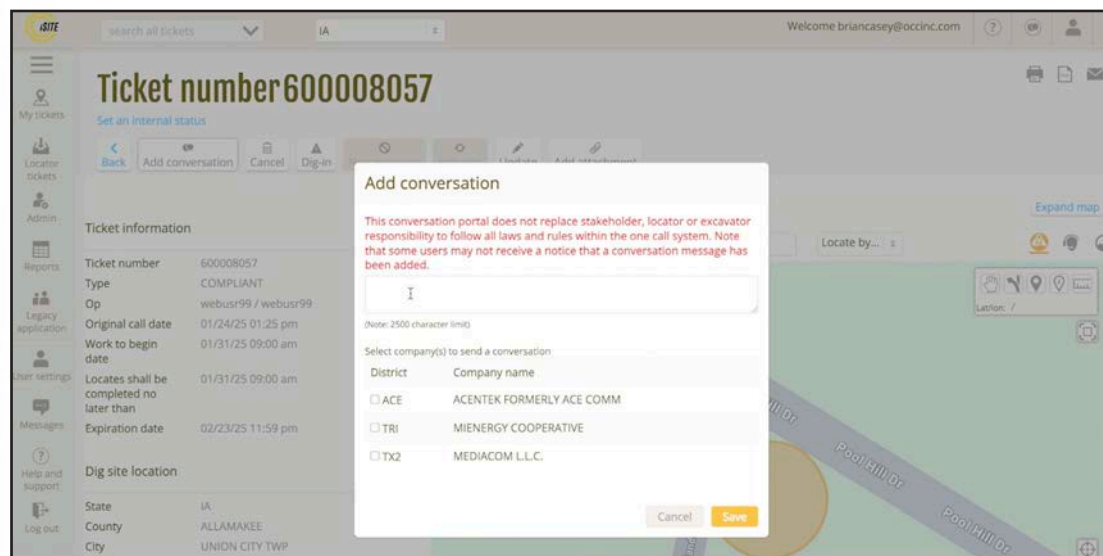 iSITE
search all tickets
IA
Welcome briancasey@occinc.com
Ticket number 600008057
Set an internal status
My tickets
Locator
tickets
Admin
Reports
Legacy
application
User settings
Messages
Help and
support
Log out
Back
Add conversation
Cancel
Dig-in
Update
Add attachment
Expand map
Locate by...
Lat/lon: /
Ticket information
Ticket number 600008057
Type COMPLIANT
Op webusr99 / webusr99
Original call date 01/24/25 01:25 pm
Work to begin
date 01/31/25 09:00 am
Locates shall be
completed no
later than 01/31/25 09:00 am
Expiration date 02/23/25 11:59 pm
Dig site location
State IA
County ALLAMAKEE
City UNION CITY TWP
Add conversation
This conversation portal does not replace stakeholder, locator or excavator
responsibility to follow all laws and rules within the one call system. Note
that some users may not receive a notice that a conversation message has
been added.
(Note: 2500 character limit)
Select company(s) to send a conversation
District Company name
ACE ACENTEK FORMERLY ACE COMM
TRI MIENERGY COOPERATIVE
TX2 MEDIACOM L.L.C.
Cancel
Save
Hill Dr
Pool Hill Dr
Pool Hill Dr